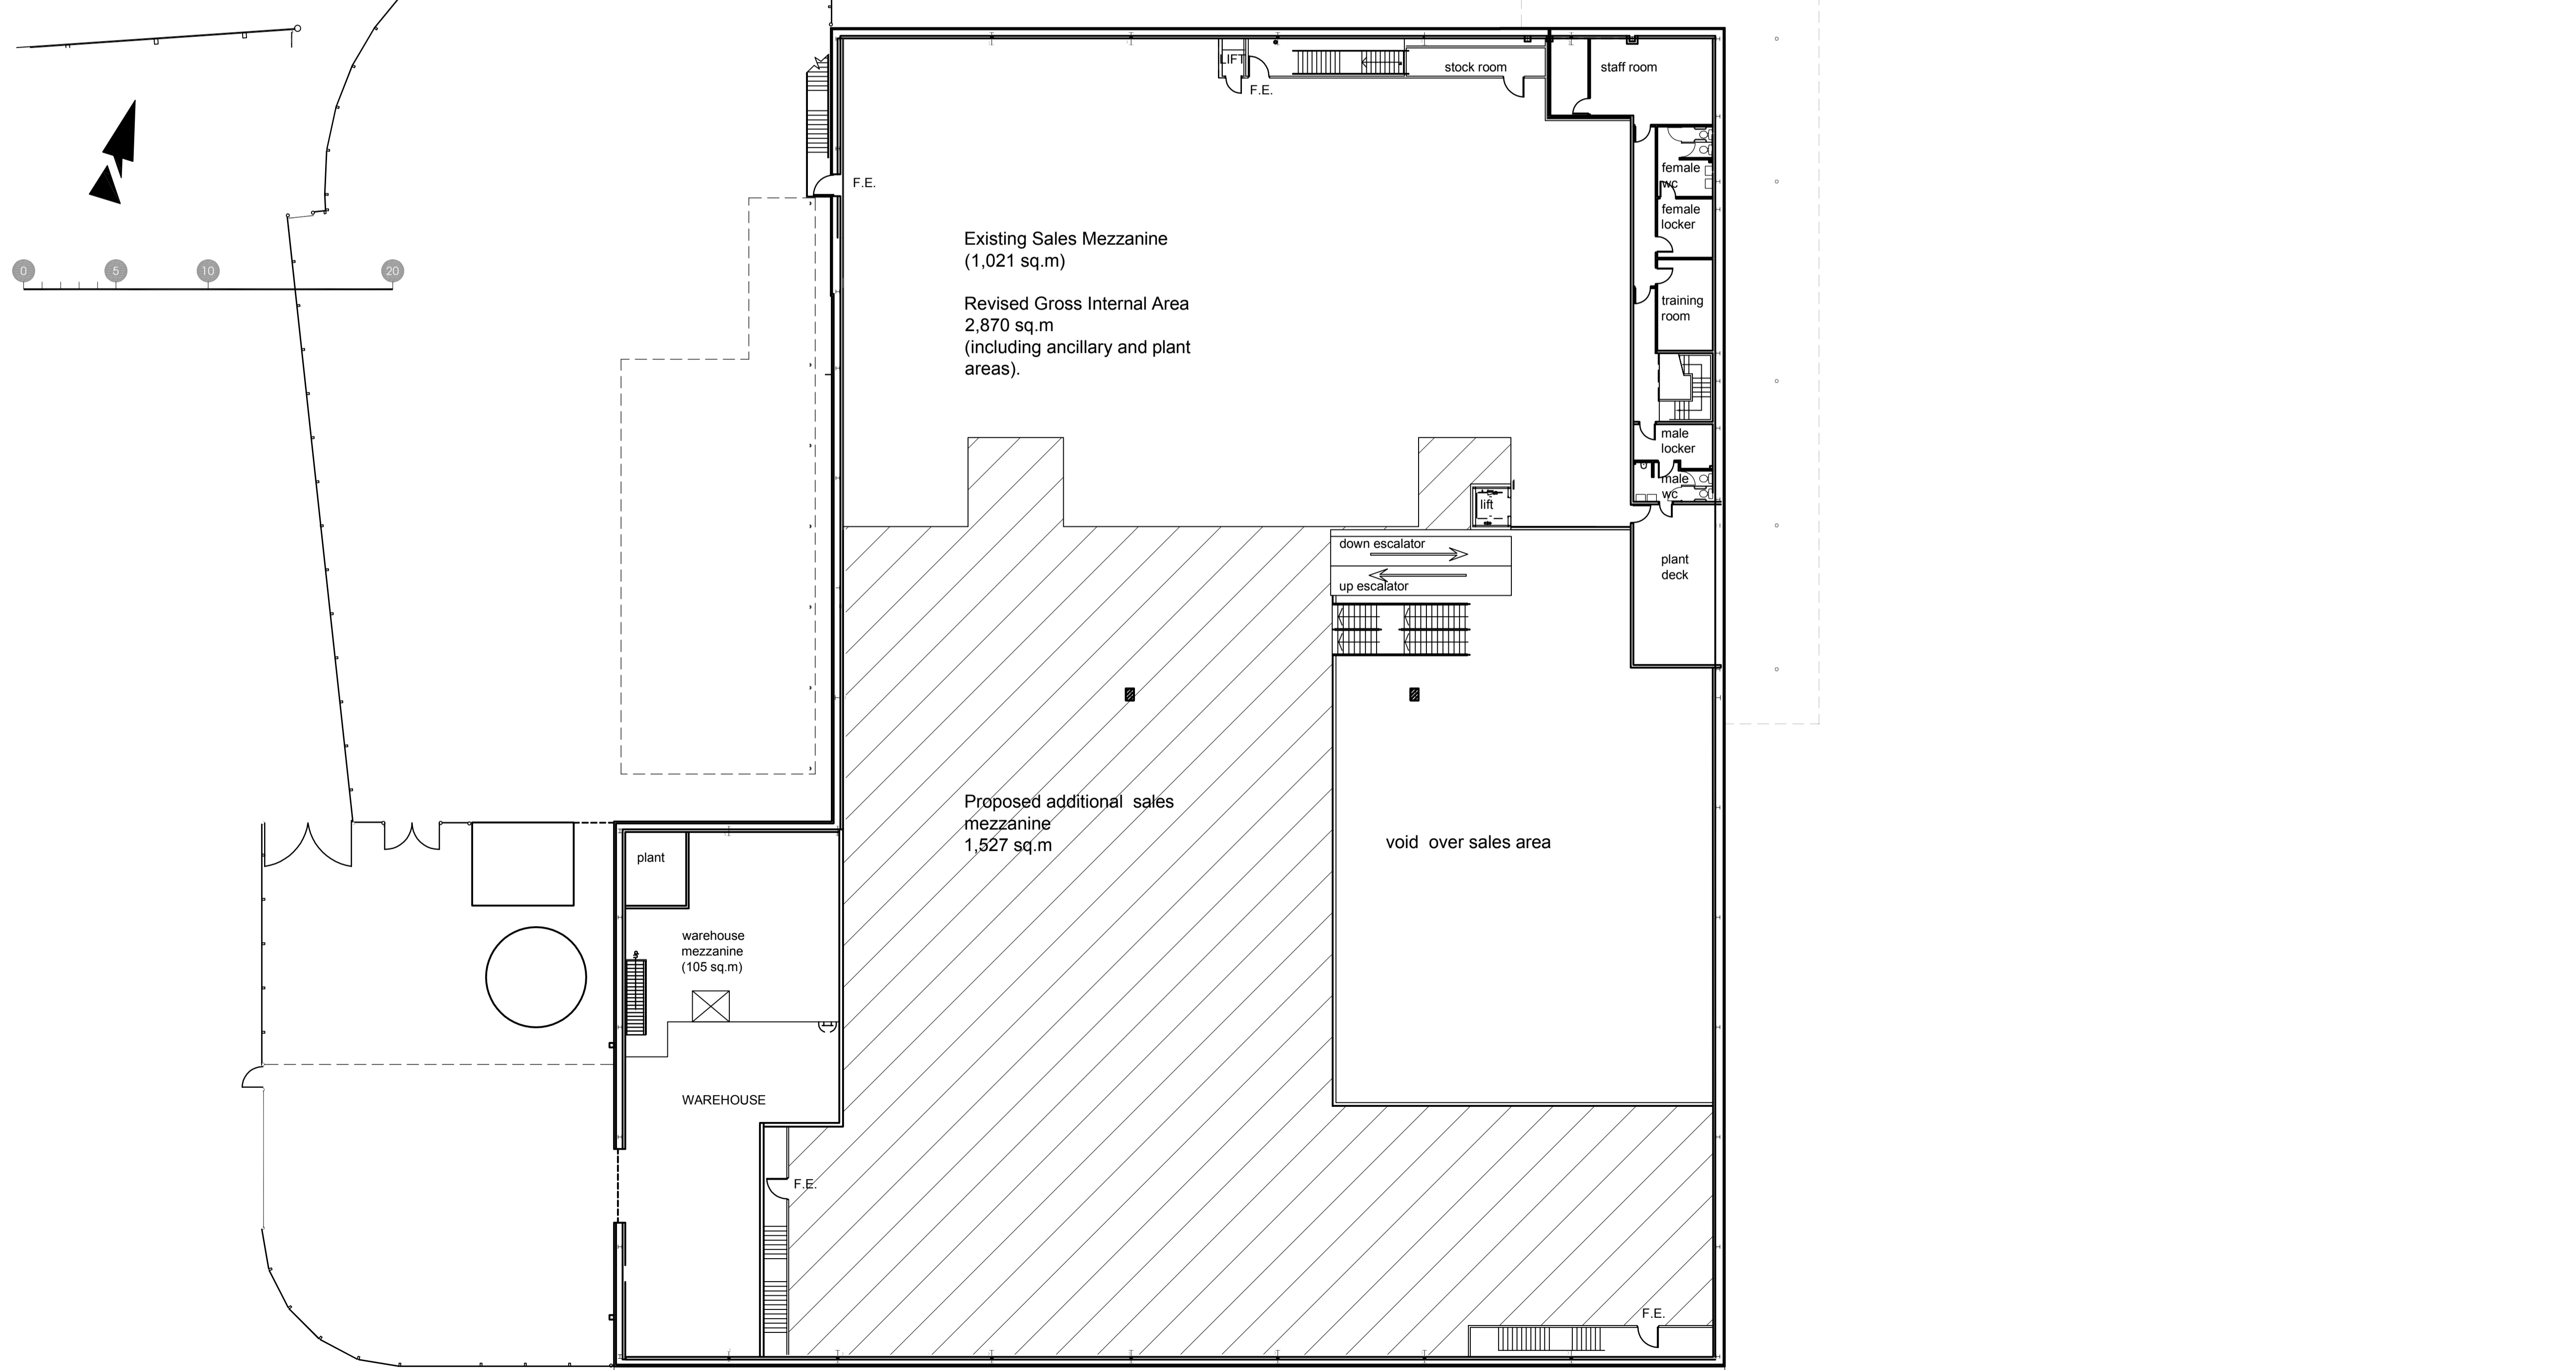 LIFT
F.E.
stock room
staff room
F.E.
female
wc
female
locker
Existing Sales Mezzanine
(1,021 sq.m)
0 5 10 20
Revised Gross Internal Area
2,870 sq.m
(including ancillary and plant
areas).
training
room
male
locker
male
wc
lift
down escalator
up escalator
plant
deck
Proposed additional sales
mezzanine
1,527 sq.m
void over sales area
plant
warehouse
mezzanine
(105 sq.m)
WAREHOUSE
F.E.
F.E.